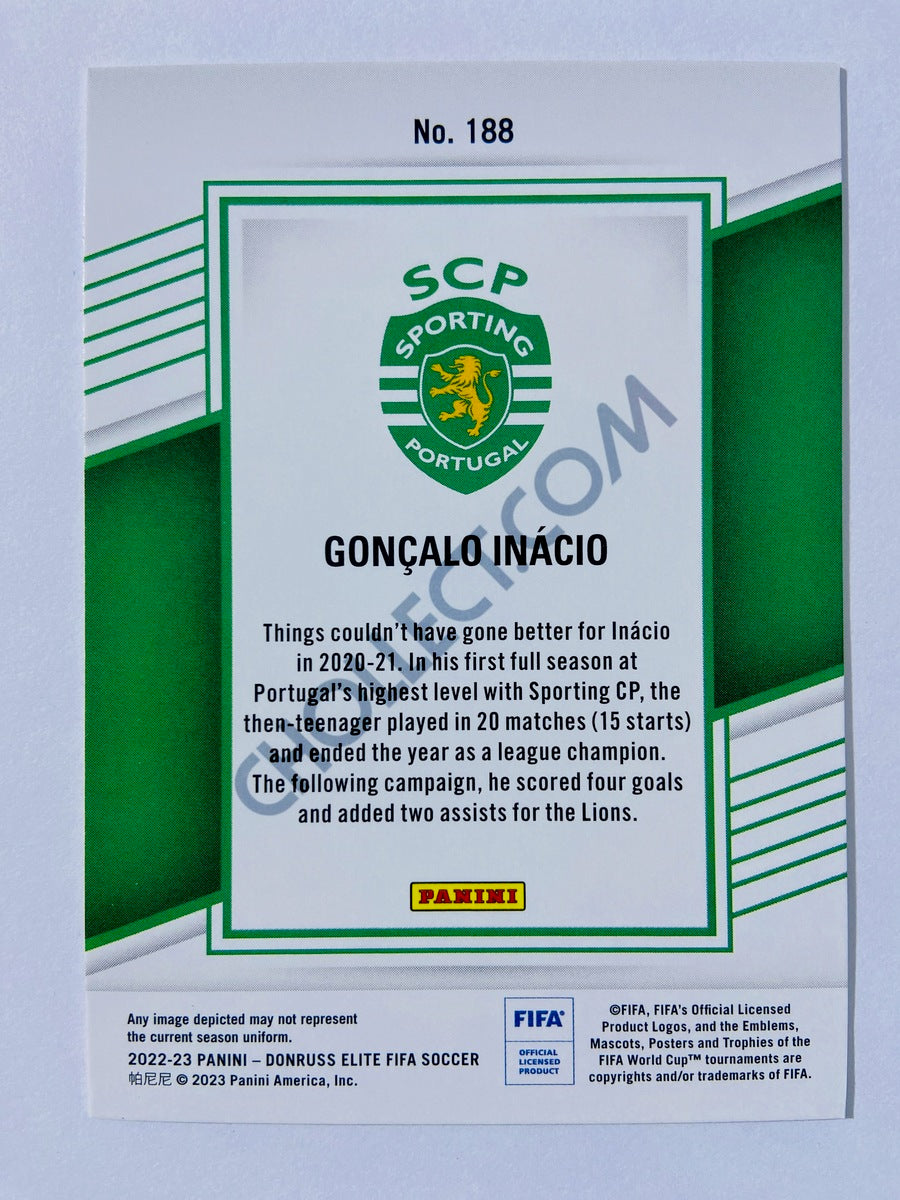 No. 188
SCP
SPORTING
PORTUGAL
GONÇALO INÁCIO
Things couldn't have gone better for Inácio
in 2020-21. In his first full season at
Portugal's highest level with Sporting CP, the
then-teenager played in 20 matches (15 starts)
and ended the year as a league champion.
The following campaign, he scored four goals
and added two assists for the Lions.
CHOLLECT.COM
PANINI
Any image depicted may not represent
the current season uniform.
2022-23 PANINI – DONRUSS ELITE FIFA SOCCER
帕尼尼 © 2023 Panini America, Inc.
FIFA®
OFFICIAL
LICENSED
PRODUCT
©FIFA, FIFA's Official Licensed
Product Logos, and the Emblems,
Mascots, Posters and Trophies of the
FIFA World Cup™ tournaments are
copyrights and/or trademarks of FIFA.